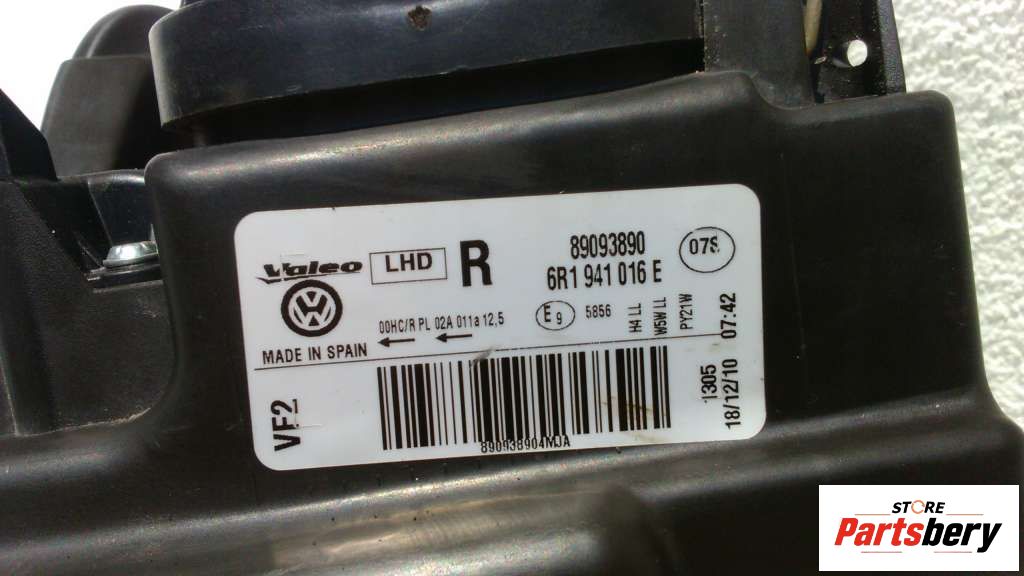 Valeo LHD R 89093890 07S
6R1 941 016 E
00HC/R PL 02A 011a 12,5 E9 5856
MADE IN SPAIN
H4 LL
W5W LL
PY21W
1305
18/12/10 07:42
VF2
890938904MJA
STORE
Partsbery